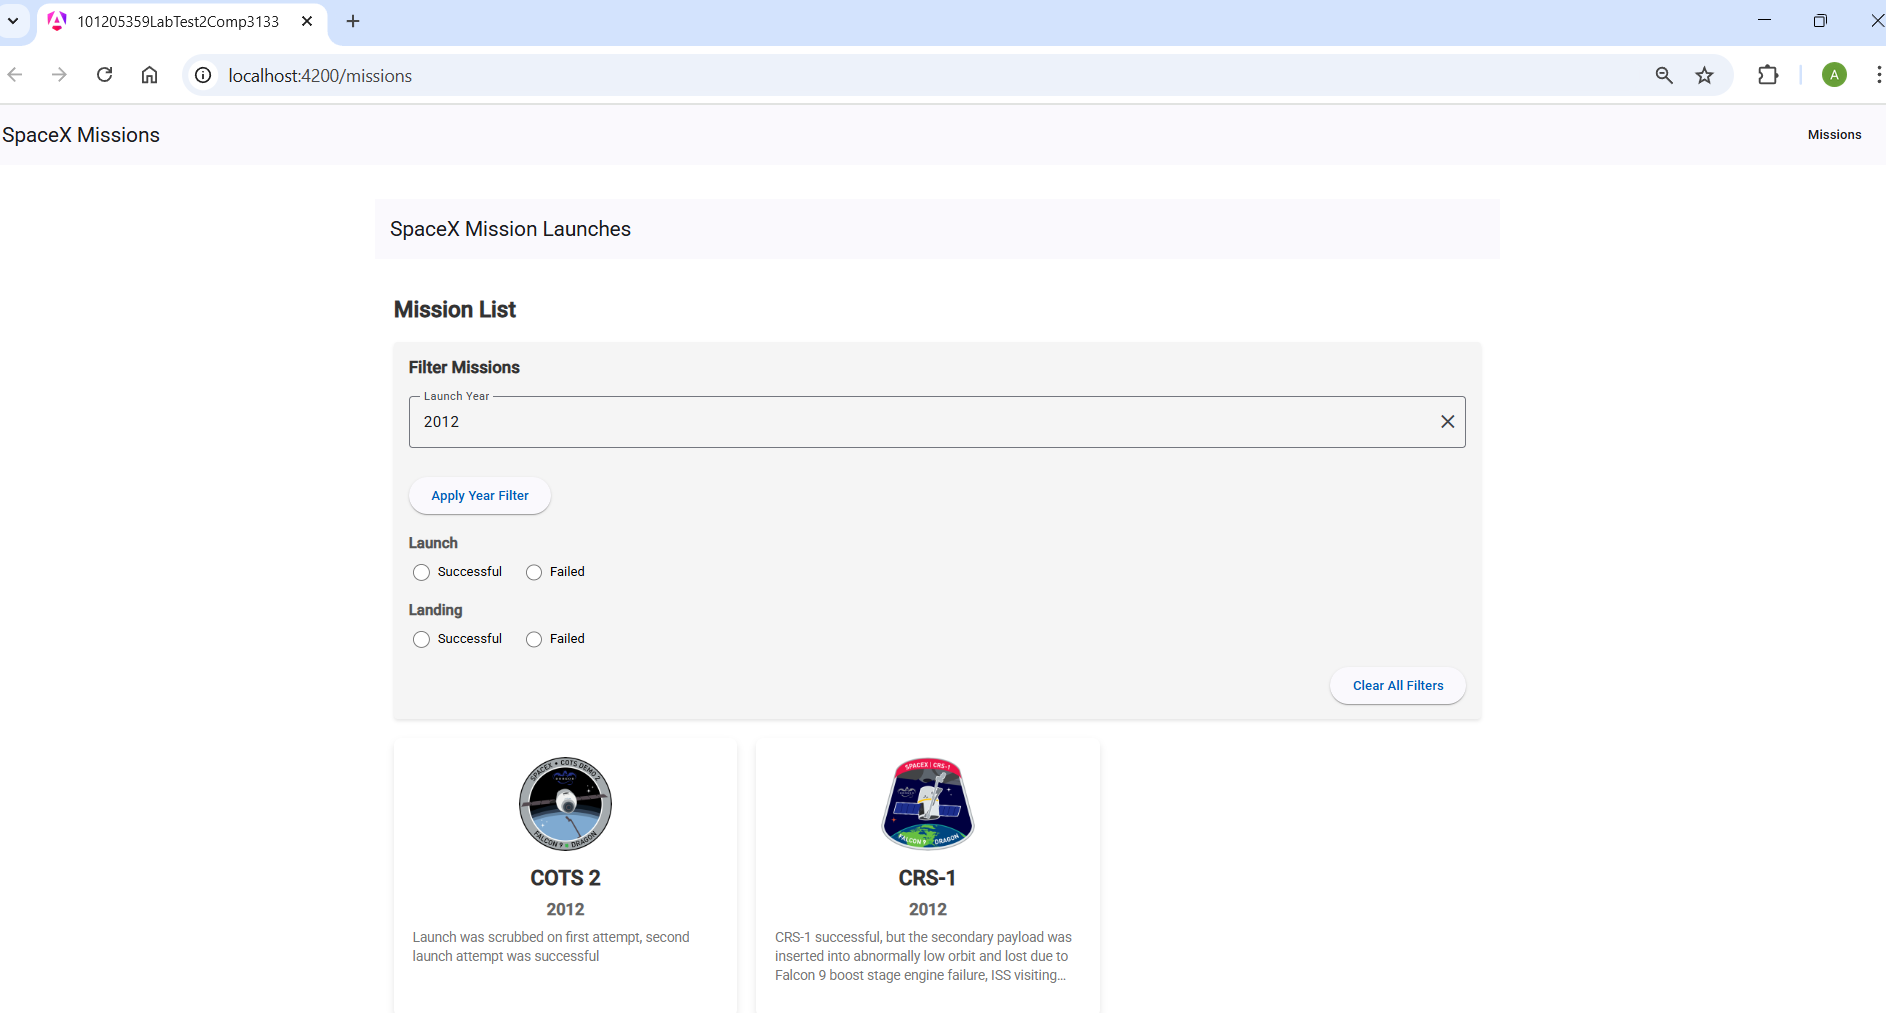 101205359LabTest2Comp3133
localhost:4200/missions
A
SpaceX Missions
Missions
SpaceX Mission Launches
Mission List
Filter Missions
Launch Year
2012
Apply Year Filter
Launch
Successful Failed
Landing
Successful Failed
Clear All Filters
SPACEX • COTS DEMO 2
FALCON 9 DRAGON
COTS 2
2012
Launch was scrubbed on first attempt, second
launch attempt was successful
SPACEX | CRS-1
FALCON 9 DRAGON
CRS-1
2012
CRS-1 successful, but the secondary payload was
inserted into abnormally low orbit and lost due to
Falcon 9 boost stage engine failure, ISS visiting...